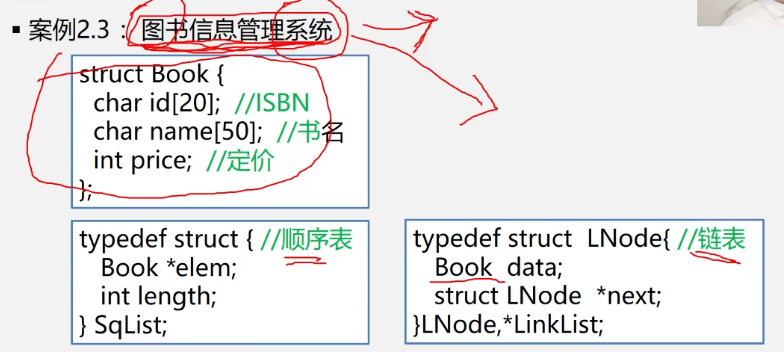 ▪ 案例2.3：图书信息管理系统
struct Book {
char id[20]; //ISBN
char name[50]; //书名
int price; //定价
};
typedef struct { //顺序表
Book *elem;
int length;
} SqList;
typedef struct LNode{ //链表
Book data;
struct LNode *next;
}LNode,*LinkList;